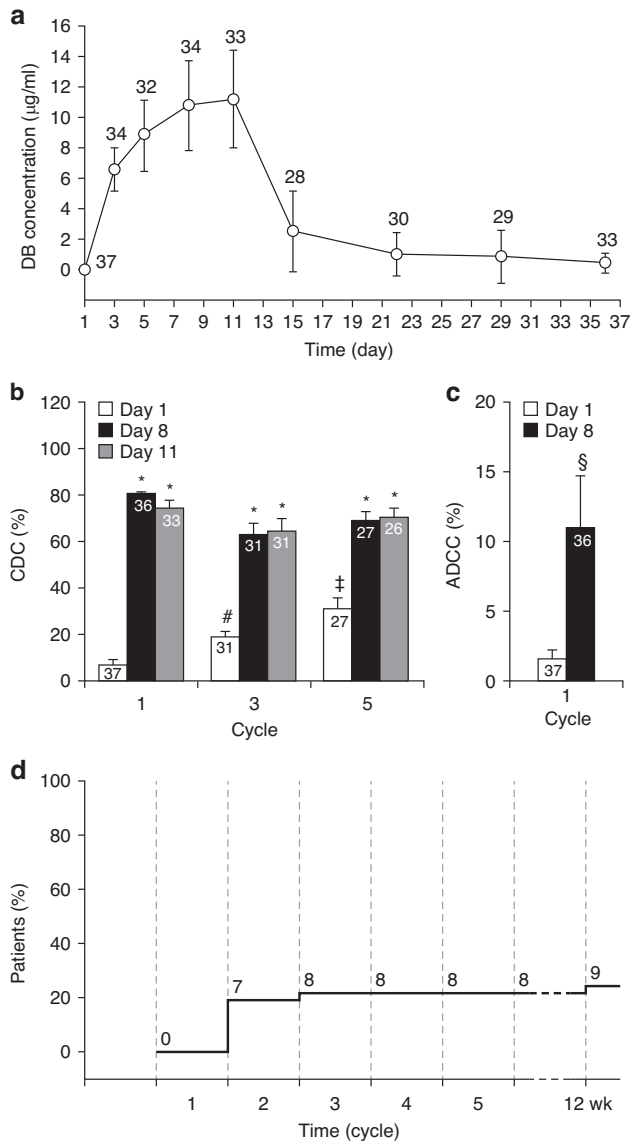 a
DB concentration (µg/ml)
16
14
12
10
8
6
4
2
0
37
34
32
34
33
28
30
29
33
1 3 5 7 9 11 13 15 17 19 21 23 25 27 29 31 33 35 37
Time (day)
b
CDC (%)
120
100
80
60
40
20
0
Day 1
Day 8
Day 11
* *
37 36 33
#
* *
31 31 31
‡
* *
27 27 26
1 3 5
Cycle
c
ADCC (%)
20
15
10
5
0
Day 1
Day 8
§
37 36
1
Cycle
d
Patients (%)
100
80
60
40
20
0
0 7 8 8 8 8 9
1 2 3 4 5 12 wk
Time (cycle)